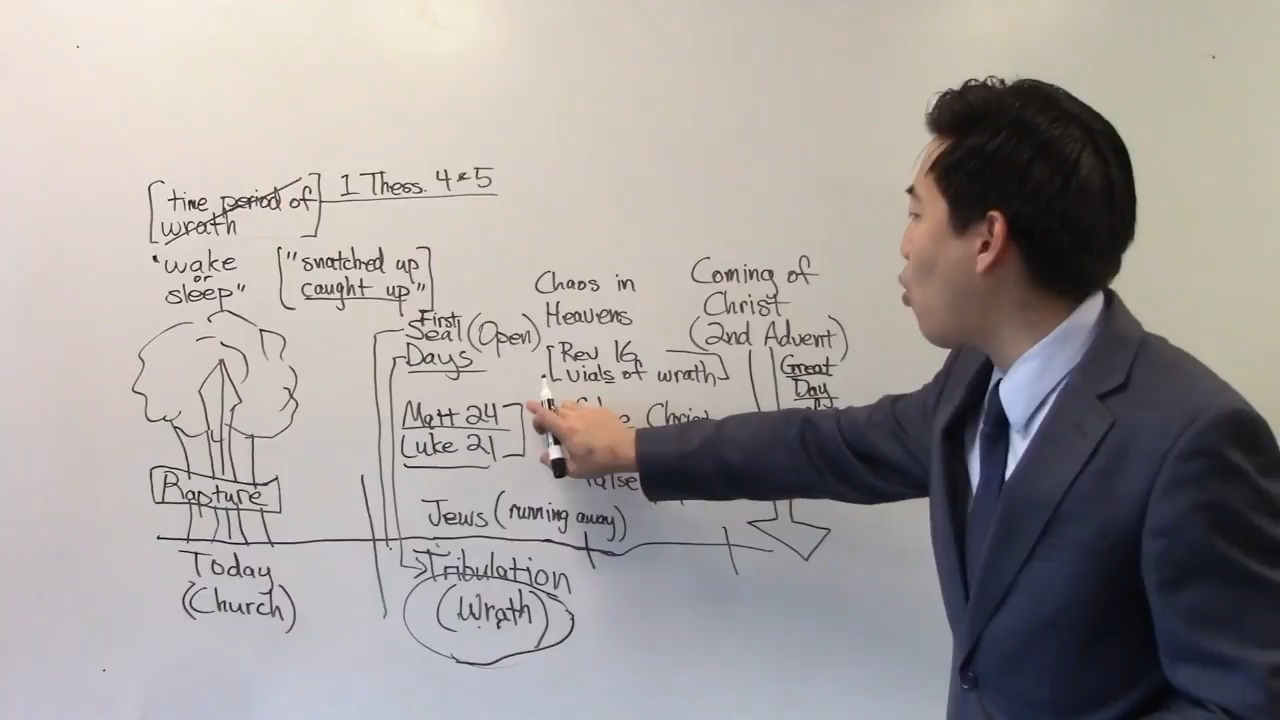 [time period of
wrath]
1 Thess. 4 & 5
"wake
or
sleep"
["snatched up
caught up"]
Rapture
Today
(Church)
First
Seal (Open)
Days
Matt 24
Luke 21
Jews (running away)
Tribulation
(Wrath)
Chaos in
Heavens
[Rev 16
vials of wrath]
Christ
false
Coming of
Christ
(2nd Advent)
Great
Day